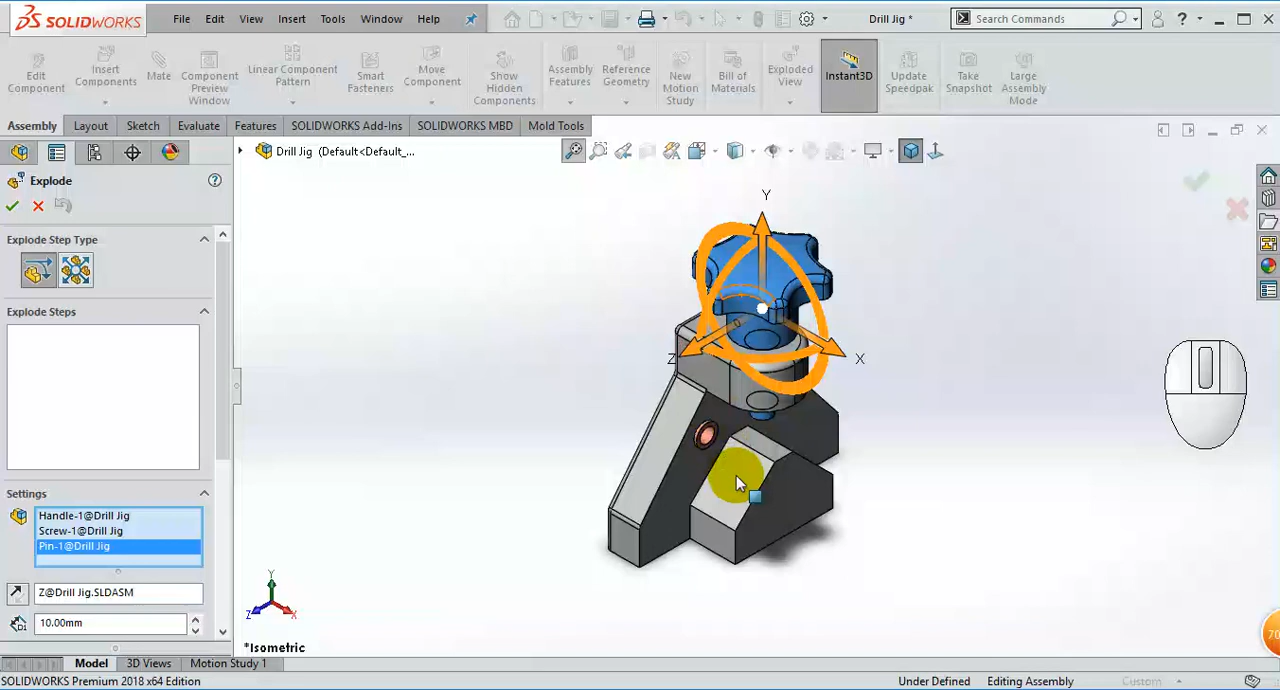 SOLIDWORKS
File Edit View Insert Tools Window Help
Drill Jig *
Search Commands
?
Edit Component
Insert Components
Mate
Component Preview Window
Linear Component Pattern
Smart Fasteners
Move Component
Show Hidden Components
Assembly Features
Reference Geometry
New Motion Study
Bill of Materials
Exploded View
Instant3D
Update Speedpak
Take Snapshot
Large Assembly Mode
Assembly Layout Sketch Evaluate Features SOLIDWORKS Add-Ins SOLIDWORKS MBD Mold Tools
Drill Jig (Default<Default_...
Explode
?
Explode Step Type
Explode Steps
Settings
Handle-1@Drill Jig
Screw-1@Drill Jig
Pin-1@Drill Jig
Z@Drill Jig.SLDASM
D1
10.00mm
Y
Z
X
Y
Z
X
70
*Isometric
Model 3D Views Motion Study 1
SOLIDWORKS Premium 2018 x64 Edition
Under Defined Editing Assembly Custom